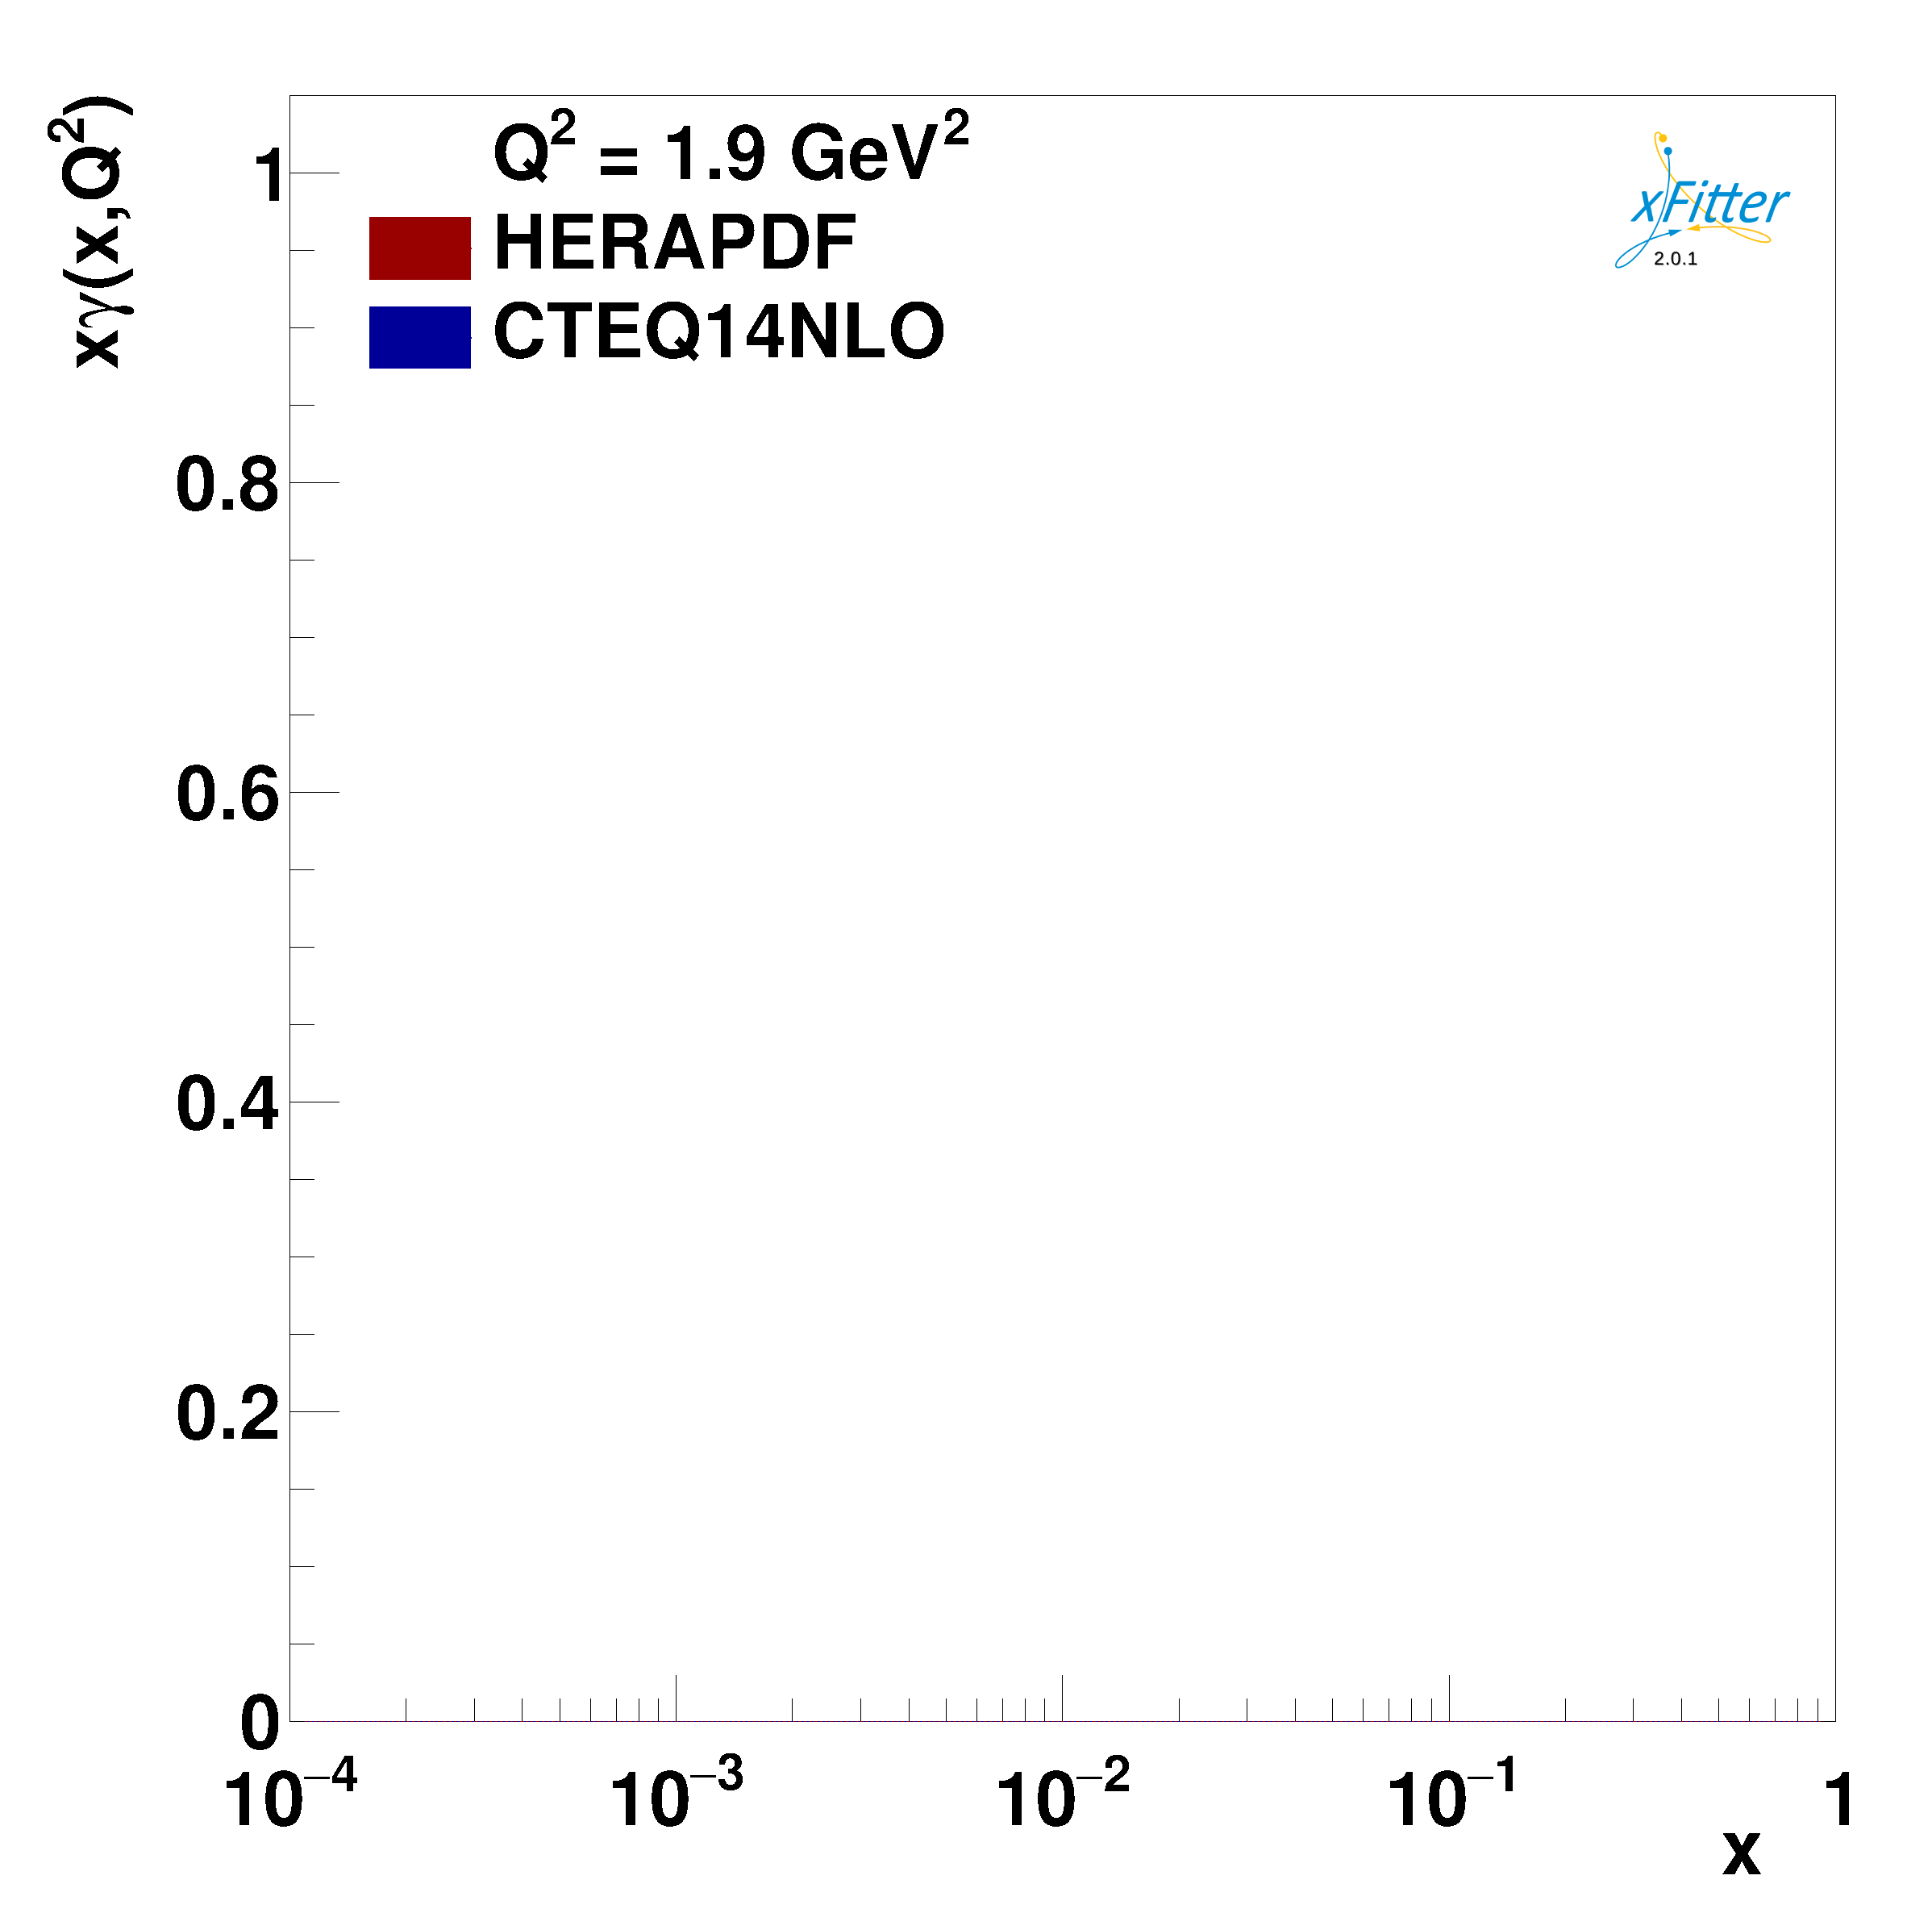 xγ(x,Q²)
Q² = 1.9 GeV²
HERAPDF
CTEQ14NLO
xFitter
2.0.1
1
0.8
0.6
0.4
0.2
0
10⁻⁴ 10⁻³ 10⁻² 10⁻¹ 1
x